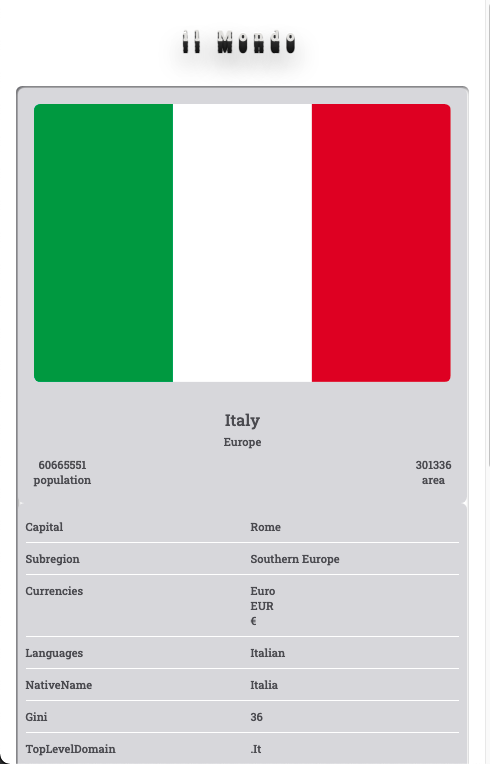 il Mondo
Italy
Europe
60665551
population
301336
area
Capital Rome
Subregion Southern Europe
Currencies Euro
EUR
€
Languages Italian
NativeName Italia
Gini 36
TopLevelDomain .It